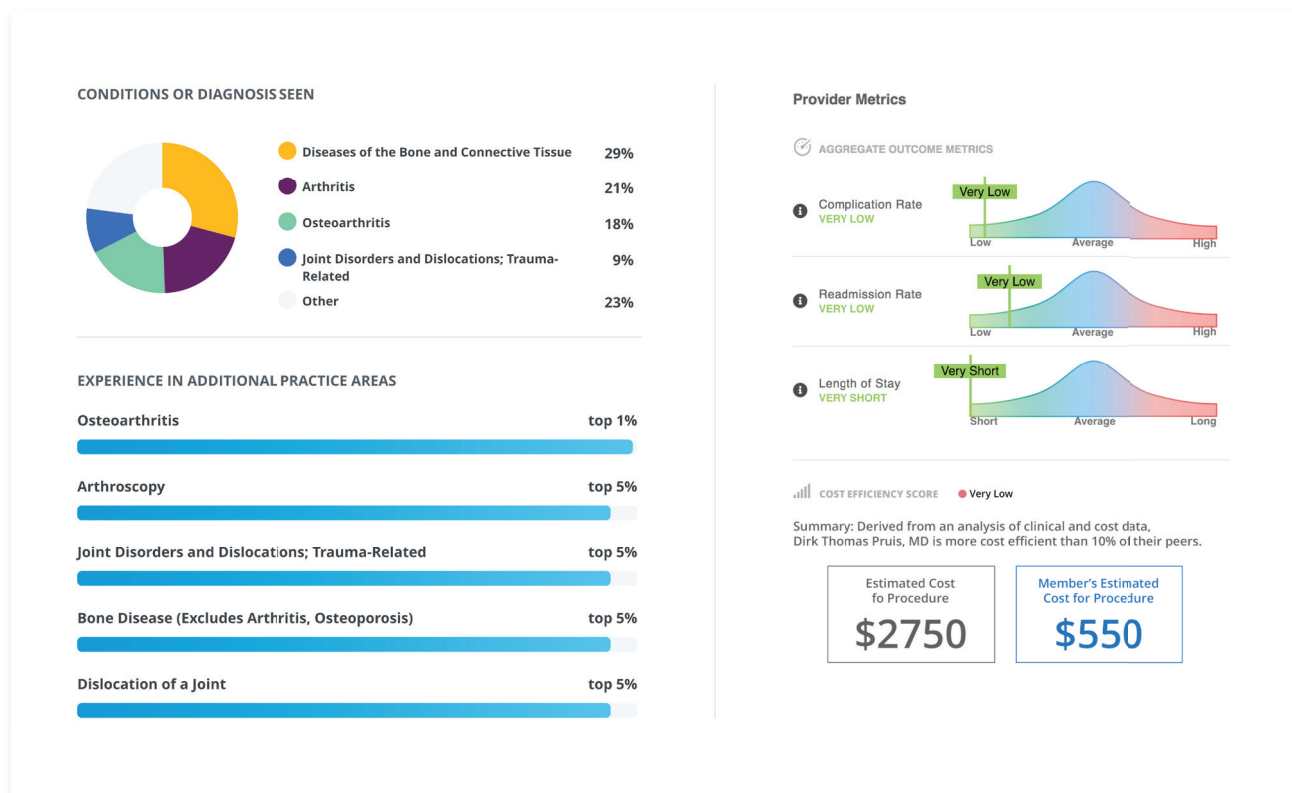 CONDITIONS OR DIAGNOSIS SEEN
Diseases of the Bone and Connective Tissue 29%
Arthritis 21%
Osteoarthritis 18%
Joint Disorders and Dislocations; Trauma- 9%
Related
Other 23%
EXPERIENCE IN ADDITIONAL PRACTICE AREAS
Osteoarthritis top 1%
Arthroscopy top 5%
Joint Disorders and Dislocations; Trauma-Related top 5%
Bone Disease (Excludes Arthritis, Osteoporosis) top 5%
Dislocation of a Joint top 5%
Provider Metrics
AGGREGATE OUTCOME METRICS
Complication Rate
VERY LOW
Very Low
Low Average High
Readmission Rate
VERY LOW
Very Low
Low Average High
Length of Stay
VERY SHORT
Very Short
Short Average Long
COST EFFICIENCY SCORE Very Low
Summary: Derived from an analysis of clinical and cost data,
Dirk Thomas Pruis, MD is more cost efficient than 10% of their peers.
Estimated Cost
fo Procedure
$2750
Member's Estimated
Cost for Procedure
$550